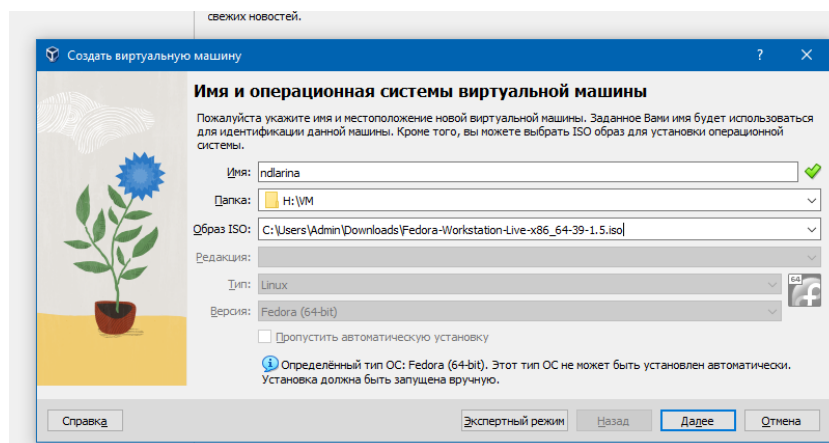 свежих новостей.
Создать виртуальную машину
Имя и операционная системы виртуальной машины
Пожалуйста укажите имя и местоположение новой виртуальной машины. Заданное Вами имя будет использоваться
для идентификации данной машины. Кроме того, вы можете выбрать ISO образ для установки операционной
системы.
Имя: ndlarina
Папка: H:\VM
Образ ISO: C:\Users\Admin\Downloads\Fedora-Workstation-Live-x86_64-39-1.5.iso
Редакция:
Тип: Linux
64
Версия: Fedora (64-bit)
Пропустить автоматическую установку
Определённый тип ОС: Fedora (64-bit). Этот тип ОС не может быть установлен автоматически.
Установка должна быть запущена вручную.
Справка Экспертный режим Назад Далее Отмена